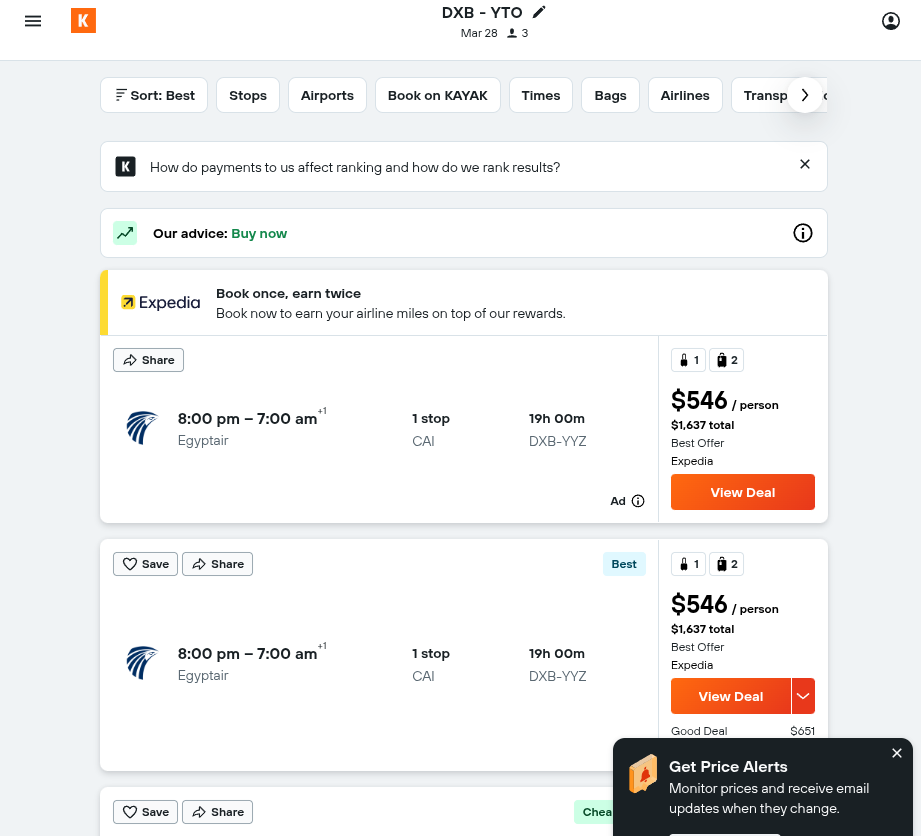 K
DXB - YTO
Mar 28 3
Sort: Best
Stops
Airports
Book on KAYAK
Times
Bags
Airlines
K
How do payments to us affect ranking and how do we rank results?
Our advice: Buy now
Expedia
Book once, earn twice
Book now to earn your airline miles on top of our rewards.
Share
1 2
8:00 pm – 7:00 am+1
1 stop
19h 00m
Egyptair
CAI
DXB-YYZ
$546 / person
$1,637 total
Best Offer
Expedia
View Deal
Ad
Save
Share
Best
1 2
8:00 pm – 7:00 am+1
1 stop
19h 00m
Egyptair
CAI
DXB-YYZ
$546 / person
$1,637 total
Best Offer
Expedia
View Deal
Good Deal $651
Save
Share
Get Price Alerts
Monitor prices and receive email
updates when they change.